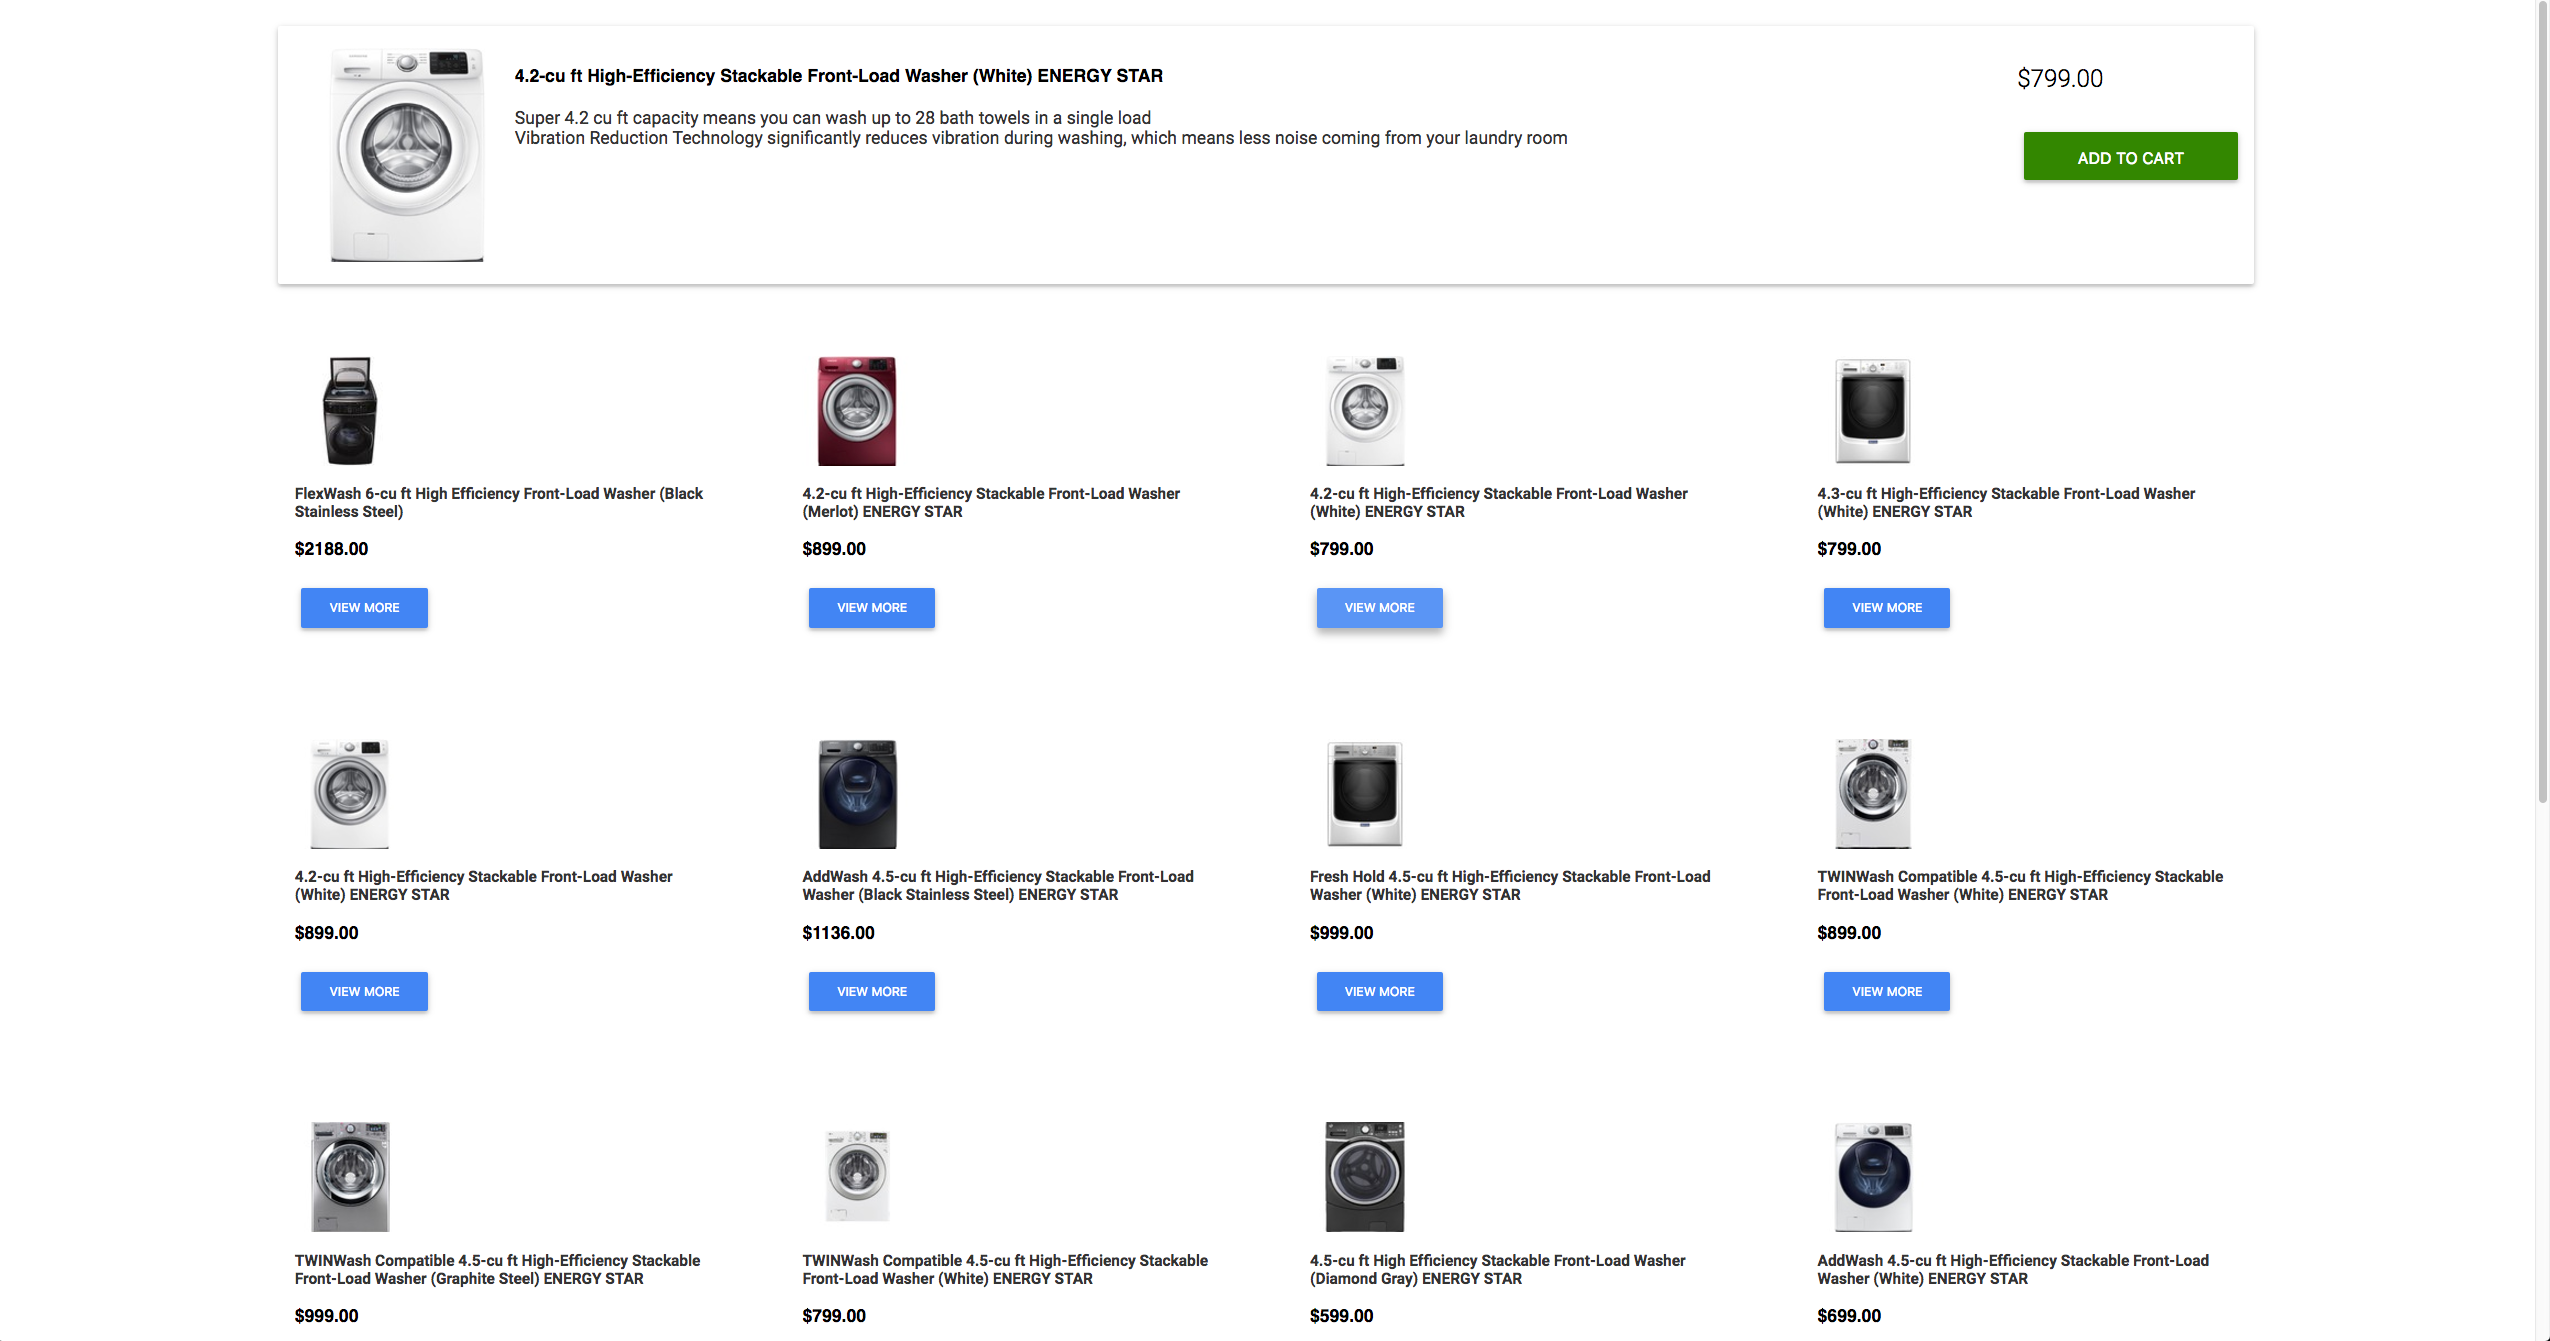 4.2-cu ft High-Efficiency Stackable Front-Load Washer (White) ENERGY STAR
$799.00
Super 4.2 cu ft capacity means you can wash up to 28 bath towels in a single load
Vibration Reduction Technology significantly reduces vibration during washing, which means less noise coming from your laundry room
ADD TO CART
FlexWash 6-cu ft High Efficiency Front-Load Washer (Black
Stainless Steel)
$2188.00
VIEW MORE
4.2-cu ft High-Efficiency Stackable Front-Load Washer
(Merlot) ENERGY STAR
$899.00
VIEW MORE
4.2-cu ft High-Efficiency Stackable Front-Load Washer
(White) ENERGY STAR
$799.00
VIEW MORE
4.3-cu ft High-Efficiency Stackable Front-Load Washer
(White) ENERGY STAR
$799.00
VIEW MORE
4.2-cu ft High-Efficiency Stackable Front-Load Washer
(White) ENERGY STAR
$899.00
VIEW MORE
AddWash 4.5-cu ft High-Efficiency Stackable Front-Load
Washer (Black Stainless Steel) ENERGY STAR
$1136.00
VIEW MORE
Fresh Hold 4.5-cu ft High-Efficiency Stackable Front-Load
Washer (White) ENERGY STAR
$999.00
VIEW MORE
TWINWash Compatible 4.5-cu ft High-Efficiency Stackable
Front-Load Washer (White) ENERGY STAR
$899.00
VIEW MORE
TWINWash Compatible 4.5-cu ft High-Efficiency Stackable
Front-Load Washer (Graphite Steel) ENERGY STAR
$999.00
TWINWash Compatible 4.5-cu ft High-Efficiency Stackable
Front-Load Washer (White) ENERGY STAR
$799.00
4.5-cu ft High Efficiency Stackable Front-Load Washer
(Diamond Gray) ENERGY STAR
$599.00
AddWash 4.5-cu ft High-Efficiency Stackable Front-Load
Washer (White) ENERGY STAR
$699.00